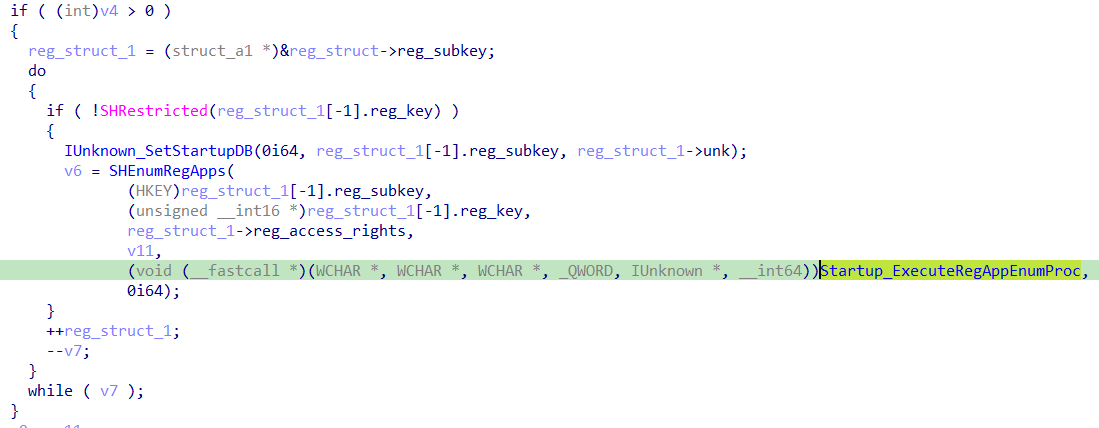 if ( (int)v4 > 0 )
{
reg_struct_1 = (struct_a1 *)&reg_struct->reg_subkey;
do
{
if ( !SHRestricted(reg_struct_1[-1].reg_key) )
{
IUnknown_SetStartupDB(0i64, reg_struct_1[-1].reg_subkey, reg_struct_1->unk);
v6 = SHEnumRegApps(
(HKEY)reg_struct_1[-1].reg_subkey,
(unsigned __int16 *)reg_struct_1[-1].reg_key,
reg_struct_1->reg_access_rights,
v11,
(void (__fastcall *)(WCHAR *, WCHAR *, WCHAR *, _QWORD, IUnknown *, __int64))Startup_ExecuteRegAppEnumProc,
0i64);
}
++reg_struct_1;
--v7;
}
while ( v7 );
}